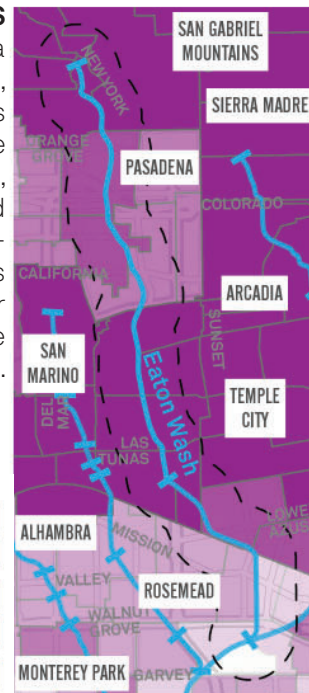 SAN GABRIEL
MOUNTAINS
NEW YORK
SIERRA MADRE
ORANGE
GROVE
PASADENA
COLORADO
CALIFORNIA
ARCADIA
SUNSET
SAN
MARINO
Eaton Wash
DEL
MAR
TEMPLE
CITY
LAS
TUNAS
LOWER
AZUS
ALHAMBRA
MISSION
VALLEY
ROSEMEAD
WALNUT
GROVE
MONTEREY PARK
GARVEY